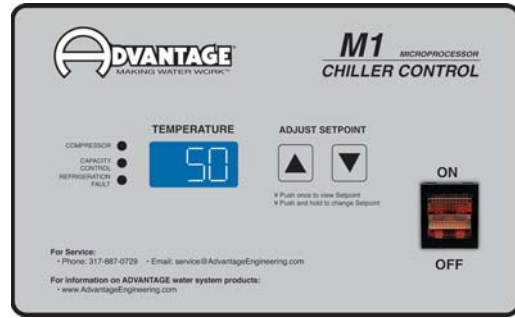 ADVANTAGE®
MAKING WATER WORK™
M1 MICROPROCESSOR
CHILLER CONTROL
TEMPERATURE
ADJUST SETPOINT
COMPRESSOR
CAPACITY
CONTROL
REFRIGERATION
FAULT
50
¥ Push once to view Setpoint
¥ Push and hold to change Setpoint
ON
OFF
For Service:
• Phone: 317-887-0729 • Email: service@AdvantageEngineering.com
For information on ADVANTAGE water system products:
• www.AdvantageEngineering.com